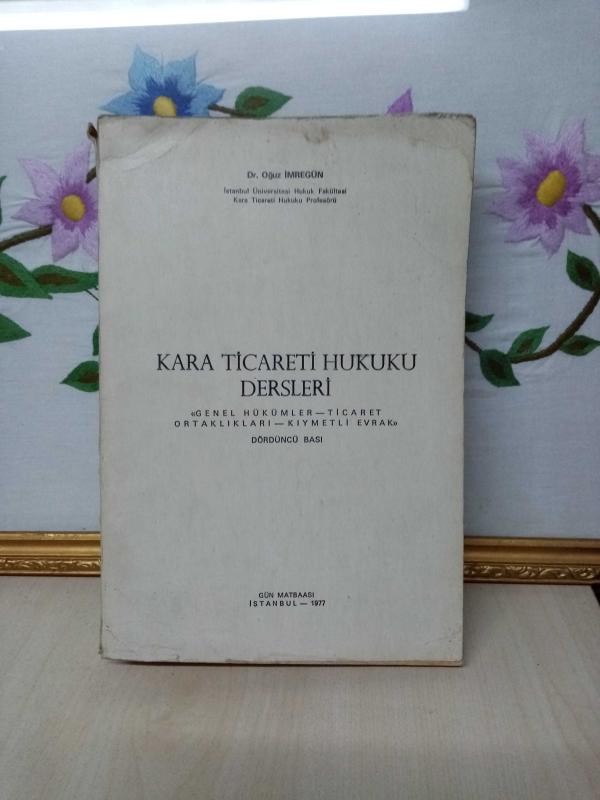 Dr. Oğuz İMREGÜN
İstanbul Üniversitesi Hukuk Fakültesi
Kara Ticareti Hukuku Profesörü
KARA TİCARETİ HUKUKU
DERSLERİ
«GENEL HÜKÜMLER — TİCARET
ORTAKLIKLARI — KIYMETLİ EVRAK»
DÖRDÜNCÜ BASI
GÜN MATBAASI
İSTANBUL — 1977